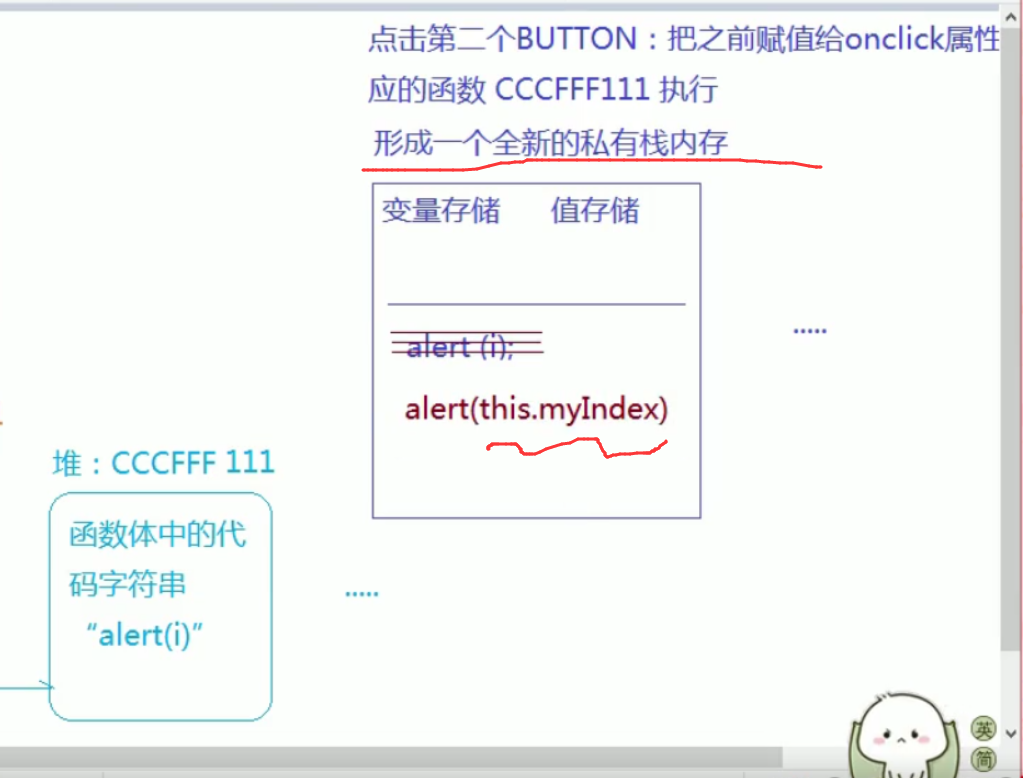 点击第二个BUTTON：把之前赋值给onclick属性
应的函数 CCCFFF111 执行
形成一个全新的私有栈内存
变量存储 值存储
alert (i);
.....
alert(this.myIndex)
堆：CCCFFF 111
函数体中的代
码字符串
“alert(i)”
.....
英
简